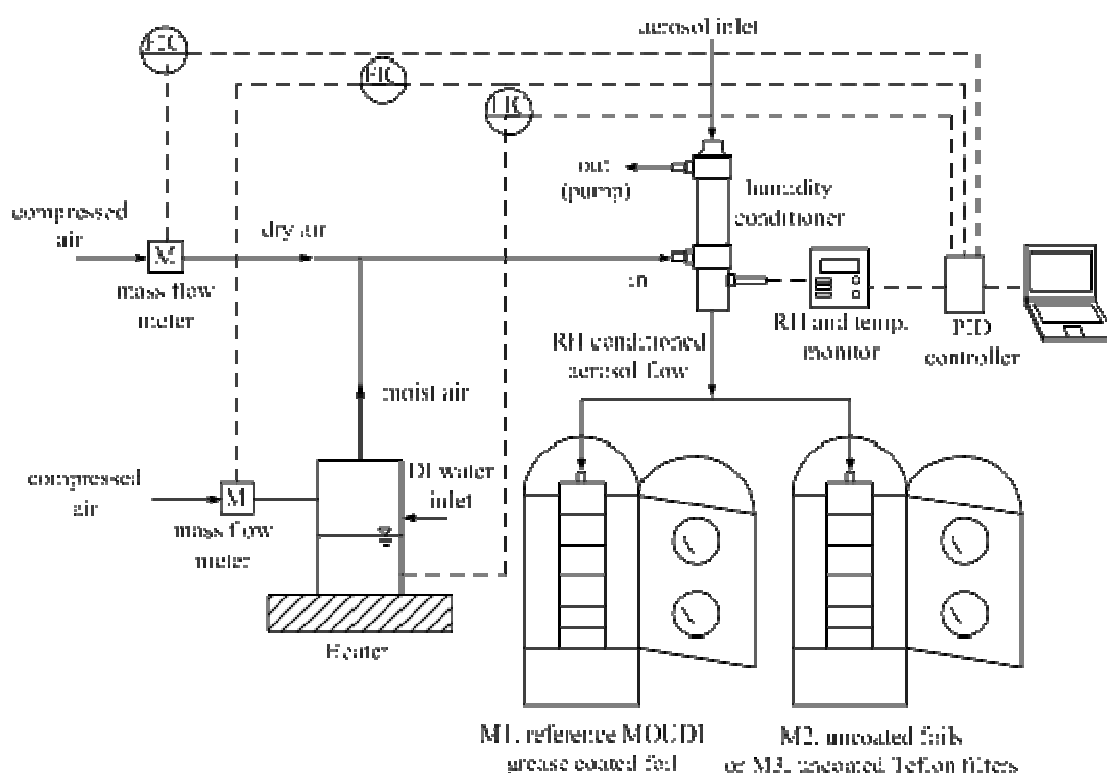 aerosol inlet
FIC
FIC
out
(pump)
humidity
conditioner
compressed
air
dry air
M
in
mass flow
meter
RH and temp.
monitor
PID
controller
RH conditioned
aerosol flow
moist air
DI water
inlet
compressed
air
M
mass flow
meter
Heater
M1, reference MOUDI
grease coated foil
M2, uncoated foils
or M3, uncoated Teflon filters